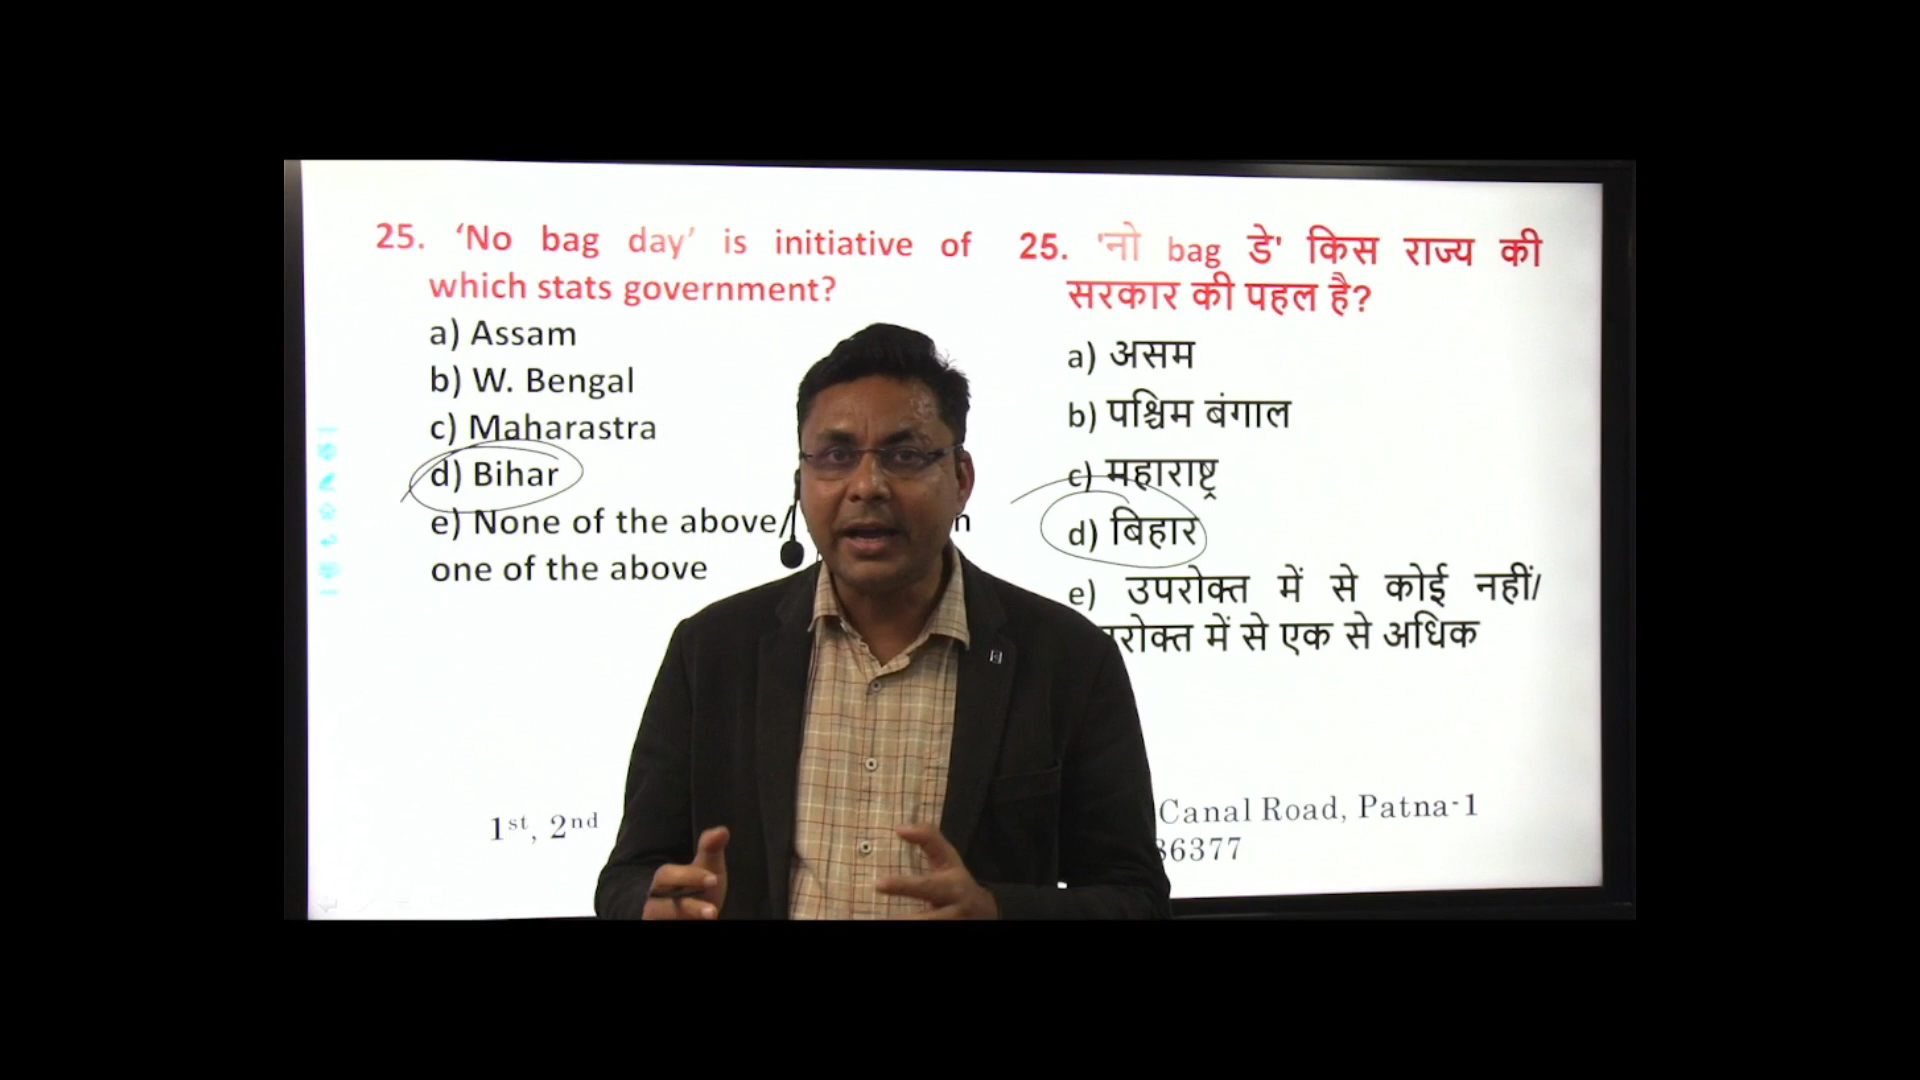 25. ‘No bag day’ is initiative of
which stats government?
a) Assam
b) W. Bengal
c) Maharastra
d) Bihar
e) None of the above/
one of the above
25. 'नो bag डे' किस राज्य की
सरकार की पहल है?
a) असम
b) पश्चिम बंगाल
c) महाराष्ट्र
d) बिहार
e) उपरोक्त में से कोई नहीं/
में से एक से अधिक
1st, 2nd
Canal Road, Patna-1
36377